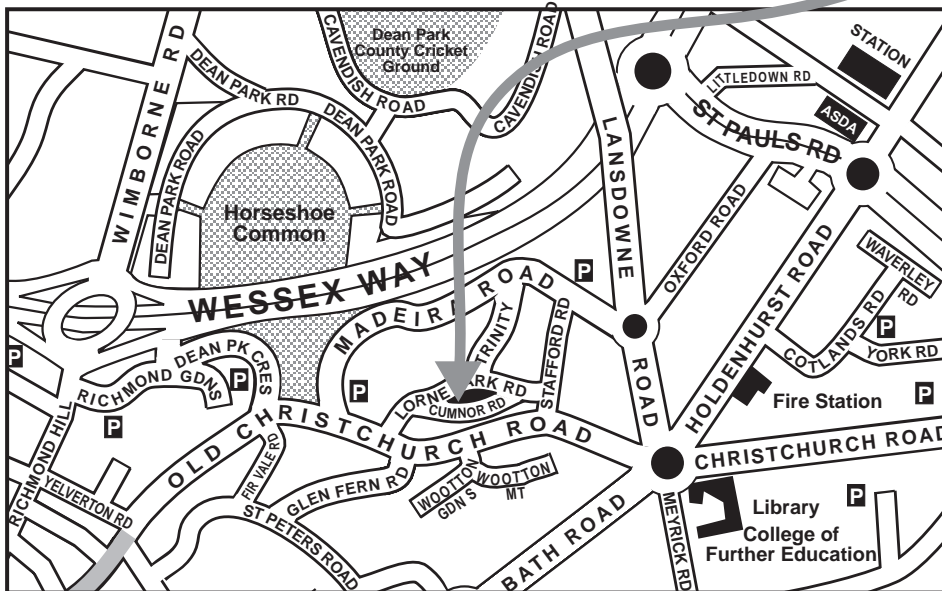 Dean Park
County Cricket
Ground
STATION
WIMBORNE RD
DEAN PARK RD
CAVENDISH ROAD
CAVENDISH ROAD
LITTLEDOWN RD
ASDA
ST PAULS RD
DEAN PARK ROAD
DEAN PARK ROAD
LANSDOWNE
ROAD
Horseshoe
Common
OXFORD ROAD
HOLDENHURST ROAD
WAVERLEY
RD
WESSEX WAY
MADEIRA ROAD
P
P
P
P
P
P
P
P
COTLANDS RD
YORK RD
TRINITY
STAFFORD RD
DEAN PK CRES
RICHMOND GDNS
LORNE PARK RD
CUMNOR RD
Fire Station
OLD CHRISTCHURCH ROAD
CHRISTCHURCH ROAD
RICHMOND HILL
YELVERTON RD
FIR VALE RD
GLEN FERN RD
WOOTTON
GDNS
WOOTTON
MT
ST PETERS ROAD
BATH ROAD
MEYRICK RD
Library
College of
Further Education